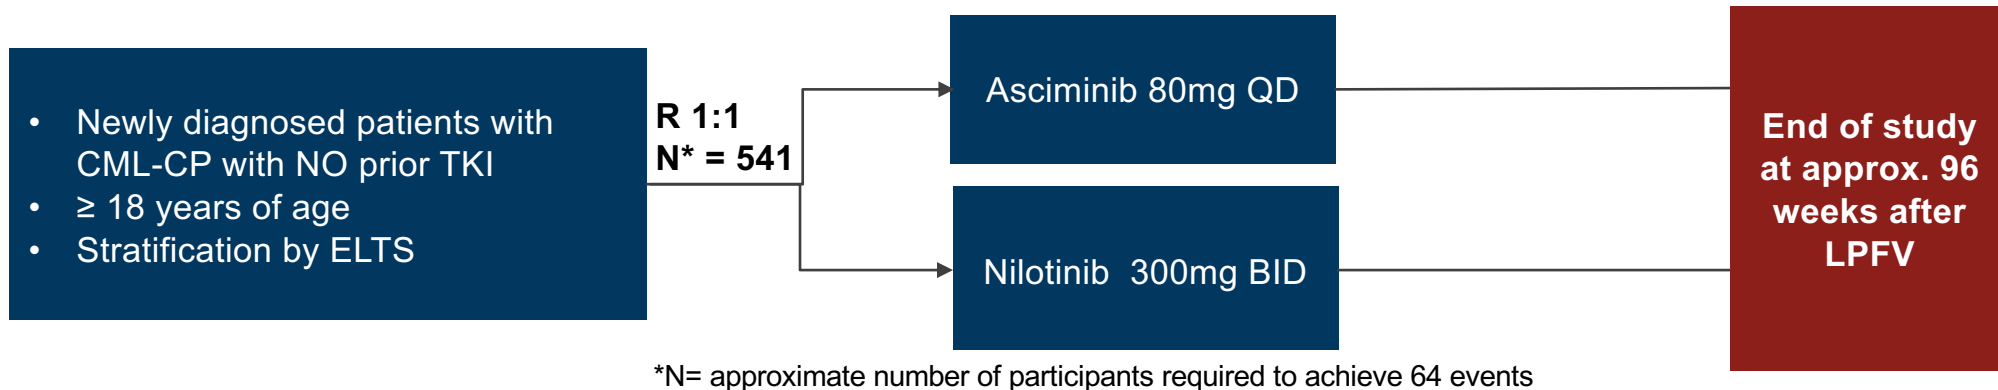 • Newly diagnosed patients with
CML-CP with NO prior TKI
• ≥ 18 years of age
• Stratification by ELTS
R 1:1
N* = 541
Asciminib 80mg QD
Nilotinib  300mg BID
End of study
at approx. 96
weeks after
LPFV
*N= approximate number of participants required to achieve 64 events